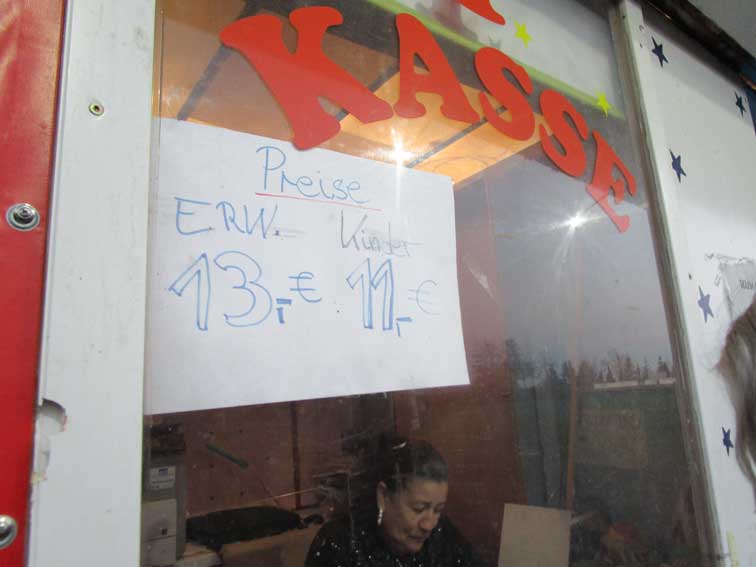 KASSE
Preise
ERW. Kinder
13,-€ 11,-€